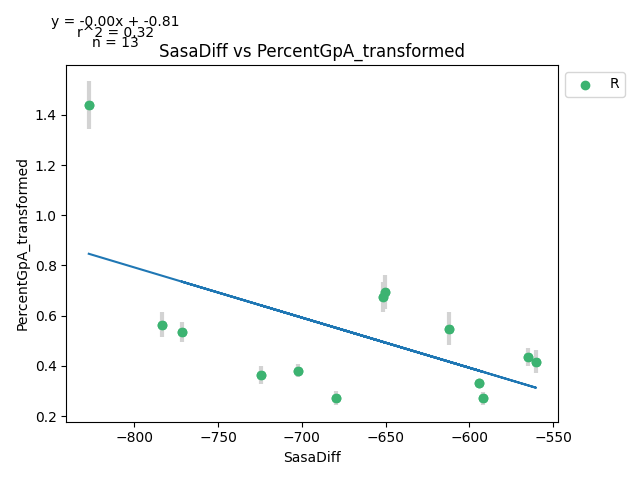 y = -0.00x + -0.81
r^2 = 0.32
n = 13
SasaDiff vs PercentGpA_transformed
R
PercentGpA_transformed
1.4
1.2
1.0
0.8
0.6
0.4
0.2
−800
−750
−700
−650
−600
−550
SasaDiff